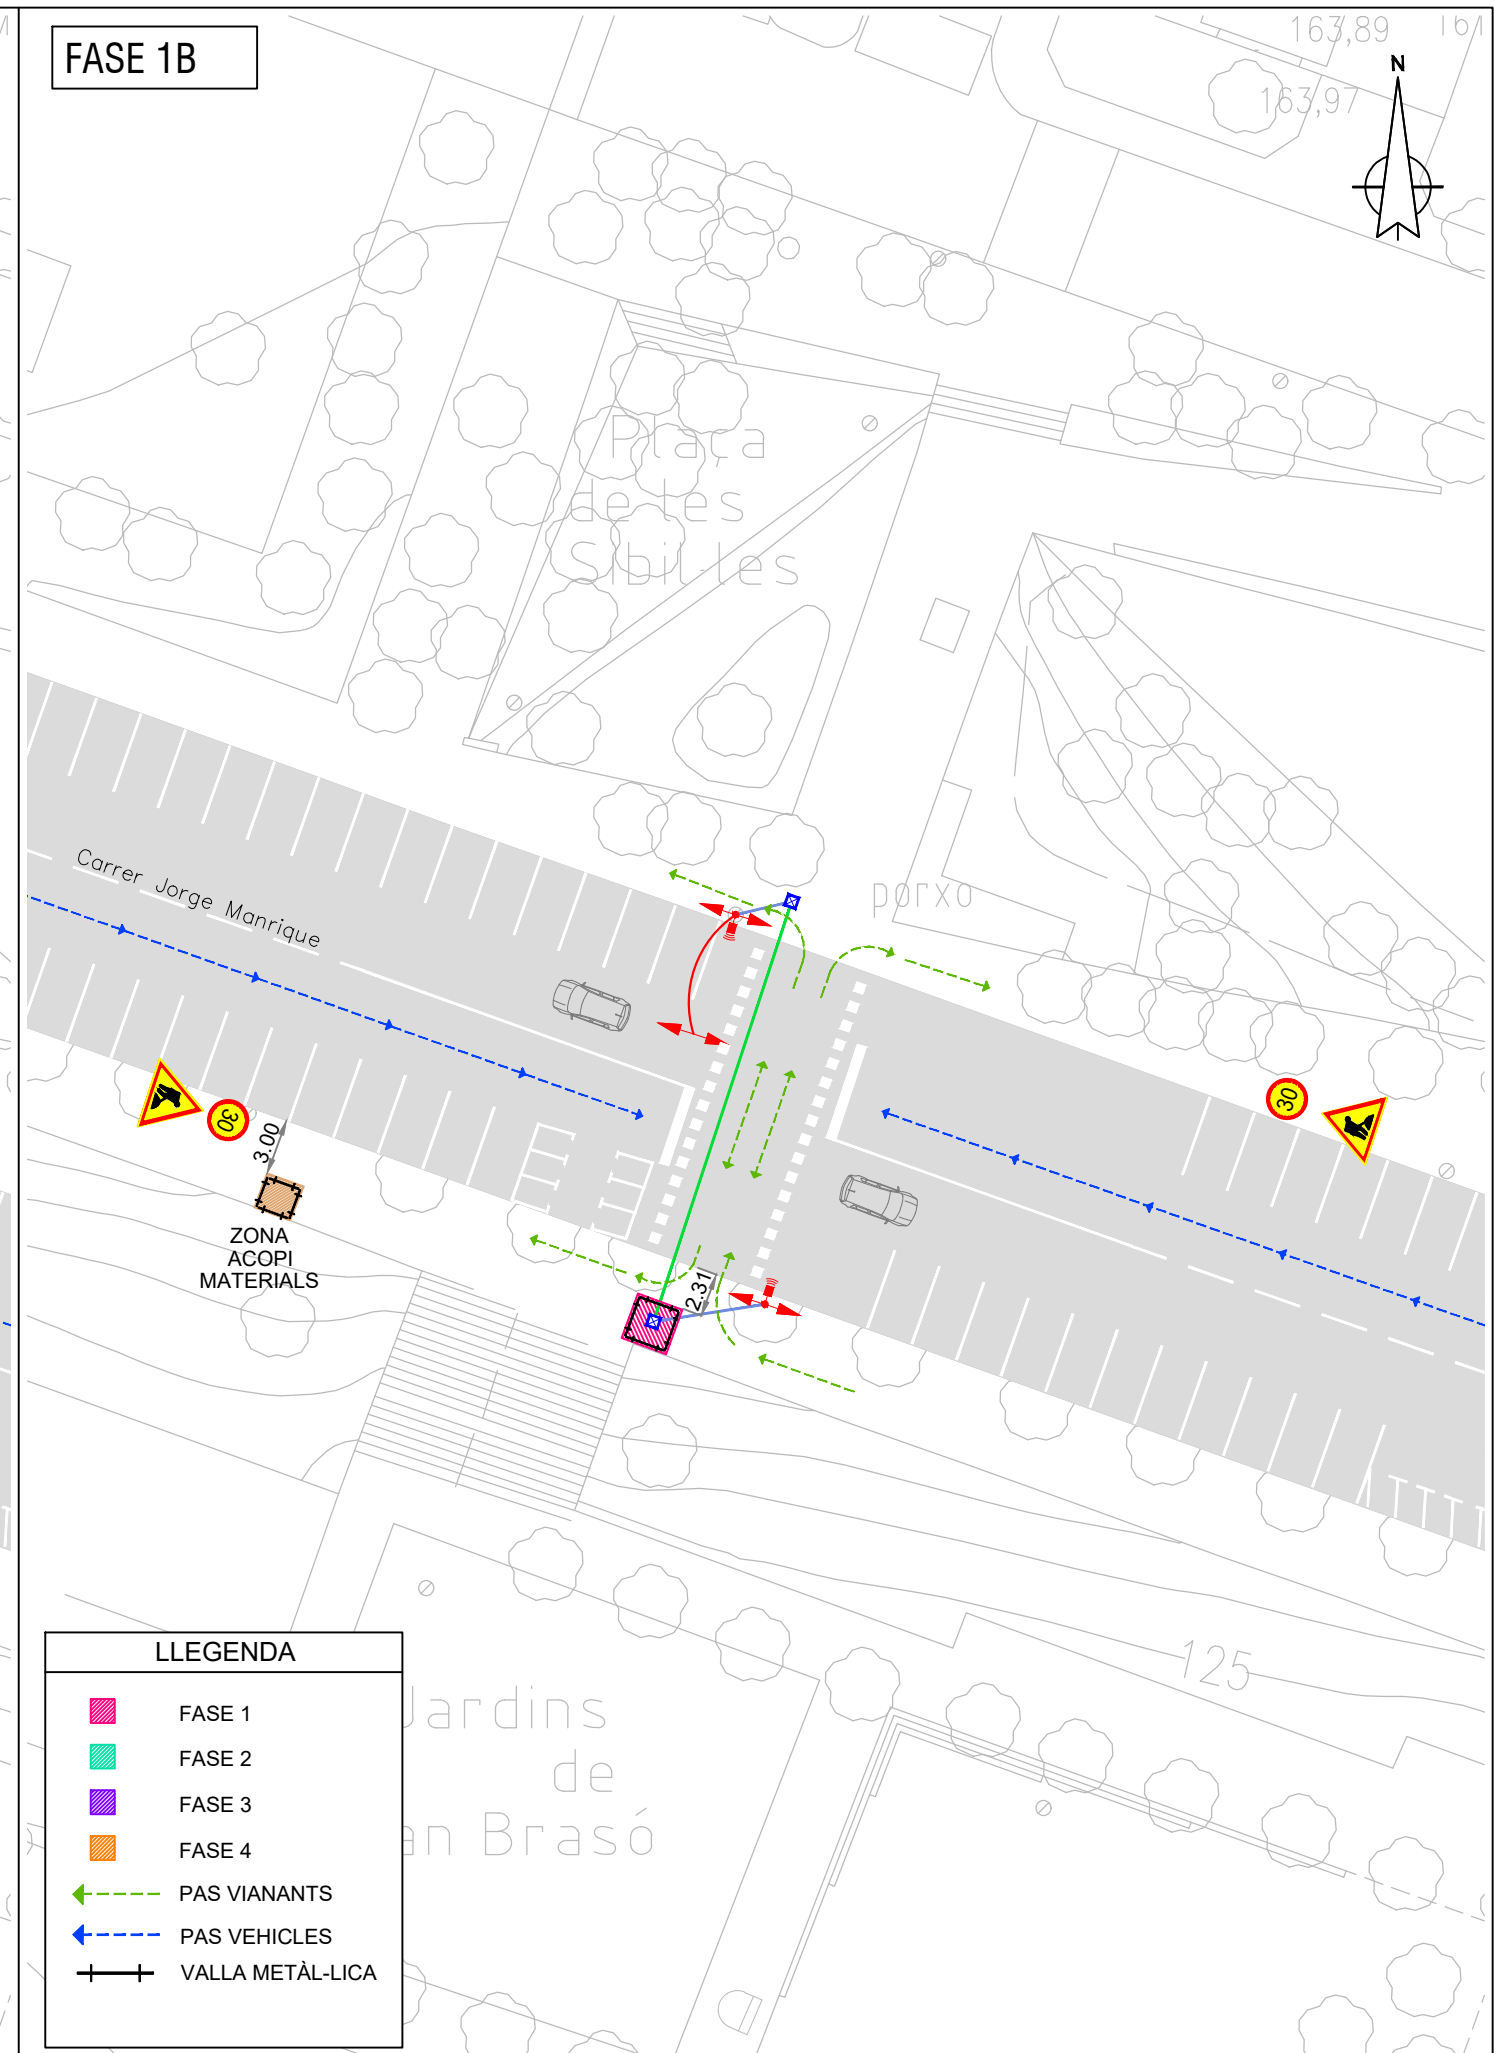 FASE 1B
163,89
161
163,97
N
Plaça
de les
Sibil·les
Carrer Jorge Manrique
porxo
30
30
3.00
ZONA
ACOPI
MATERIALS
2.31
125
LLEGENDA
FASE 1
FASE 2
FASE 3
FASE 4
PAS VIANANTS
PAS VEHICLES
VALLA METÀL-LICA
Jardins
de
an Brasó